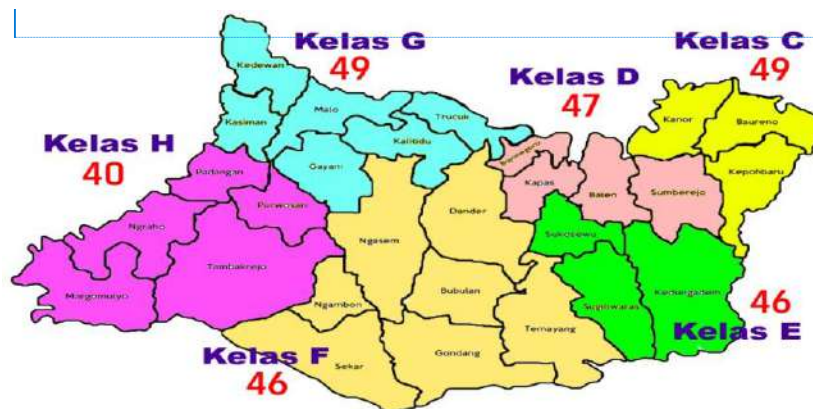 Kelas G
49
Kelas C
49
Kelas D
47
Kelas H
40
Kelas F
46
46
Kelas E
Kedewan
Kasiman
Malo
Trucuk
Kalitidu
Gayam
Padangan
Purwosari
Ngraho
Tambakrejo
Margomulyo
Ngasem
Dander
Ngambon
Bubulan
Sekar
Gondang
Temayang
Kapas
Balen
Sumberejo
Sukosewu
Sugihwaras
Kedungadem
Kanor
Baureno
Kepohbaru